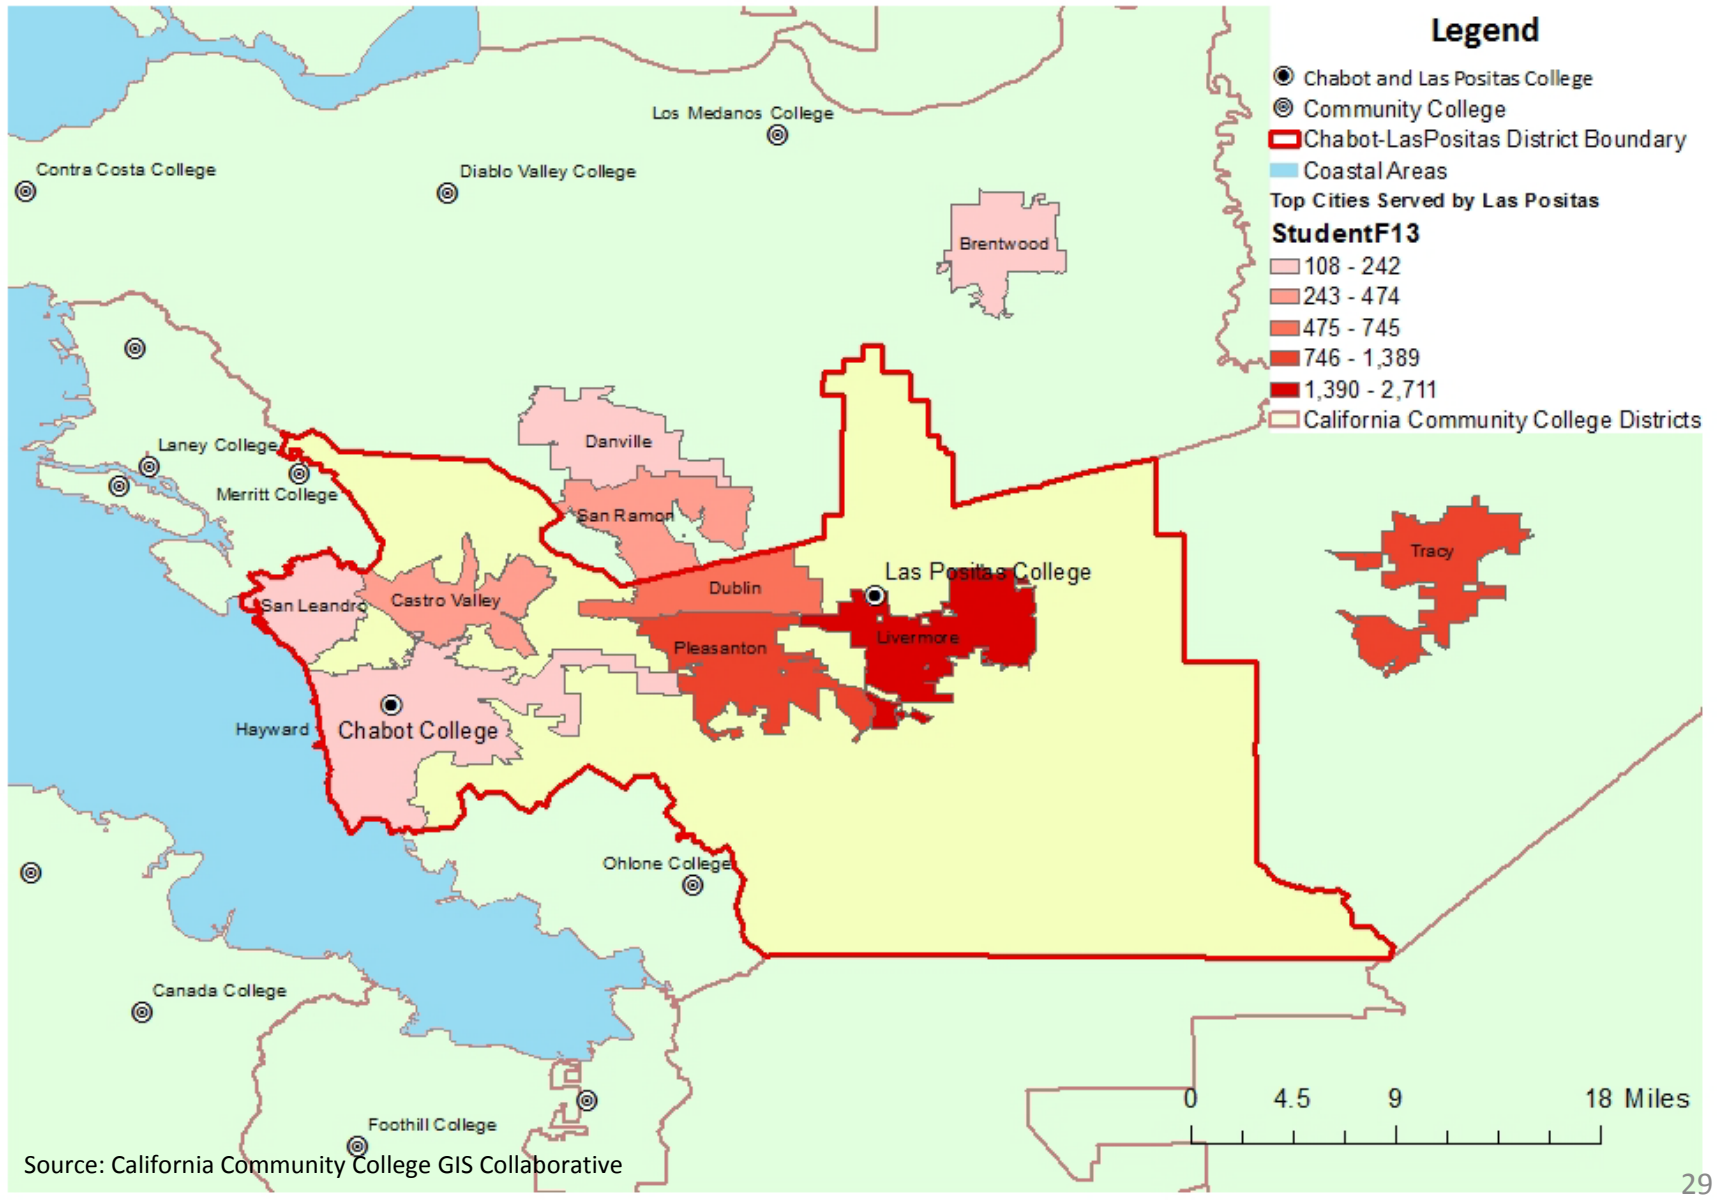 Legend
Chabot and Las Positas College
Community College
Chabot-LasPositas District Boundary
Coastal Areas
Top Cities Served by Las Positas
StudentF13
108 - 242
243 - 474
475 - 745
746 - 1,389
1,390 - 2,711
California Community College Districts
Los Medanos College
Contra Costa College
Diablo Valley College
Brentwood
Laney College
Merritt College
Danville
San Ramon
Tracy
Las Positas College
Dublin
San Leandro
Castro Valley
Livermore
Pleasanton
Hayward
Chabot College
Ohlone College
Canada College
0 4.5 9 18 Miles
Foothill College
Source: California Community College GIS Collaborative
29